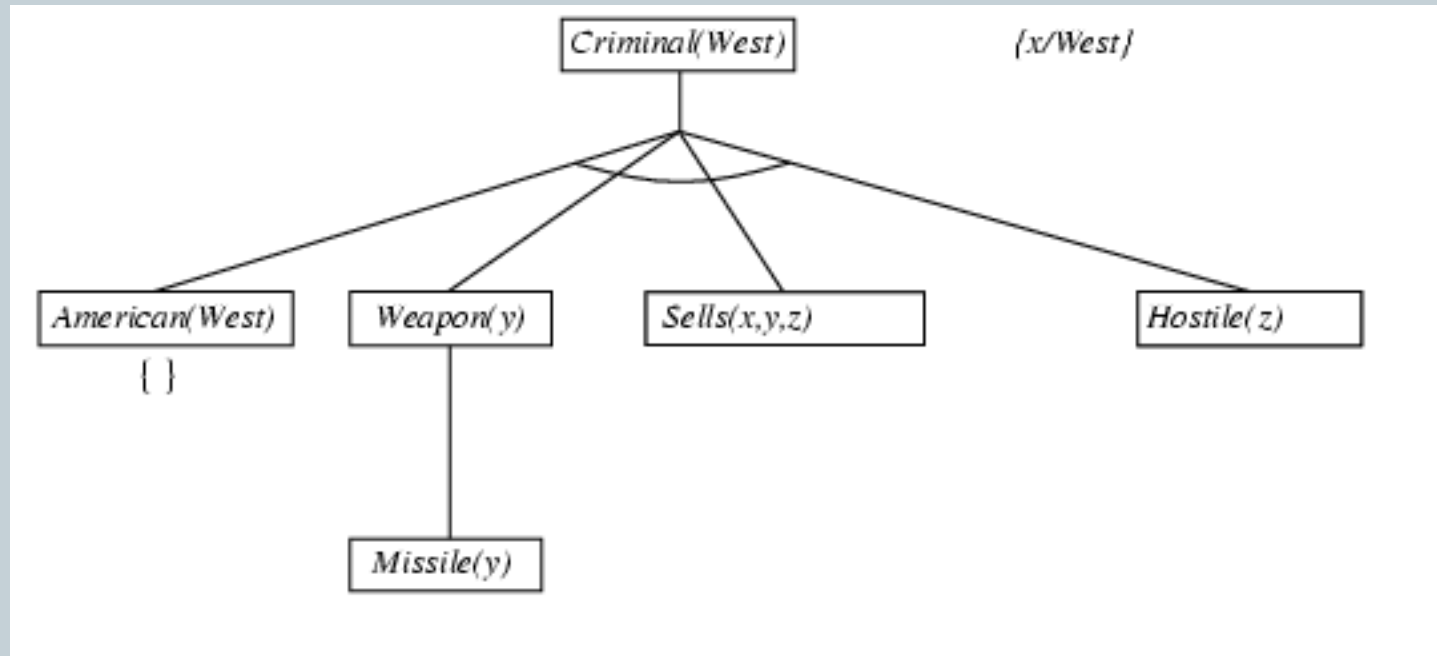 Criminal(West)
{x/West}
American(West)
Weapon(y)
Sells(x,y,z)
Hostile(z)
{ }
Missile(y)